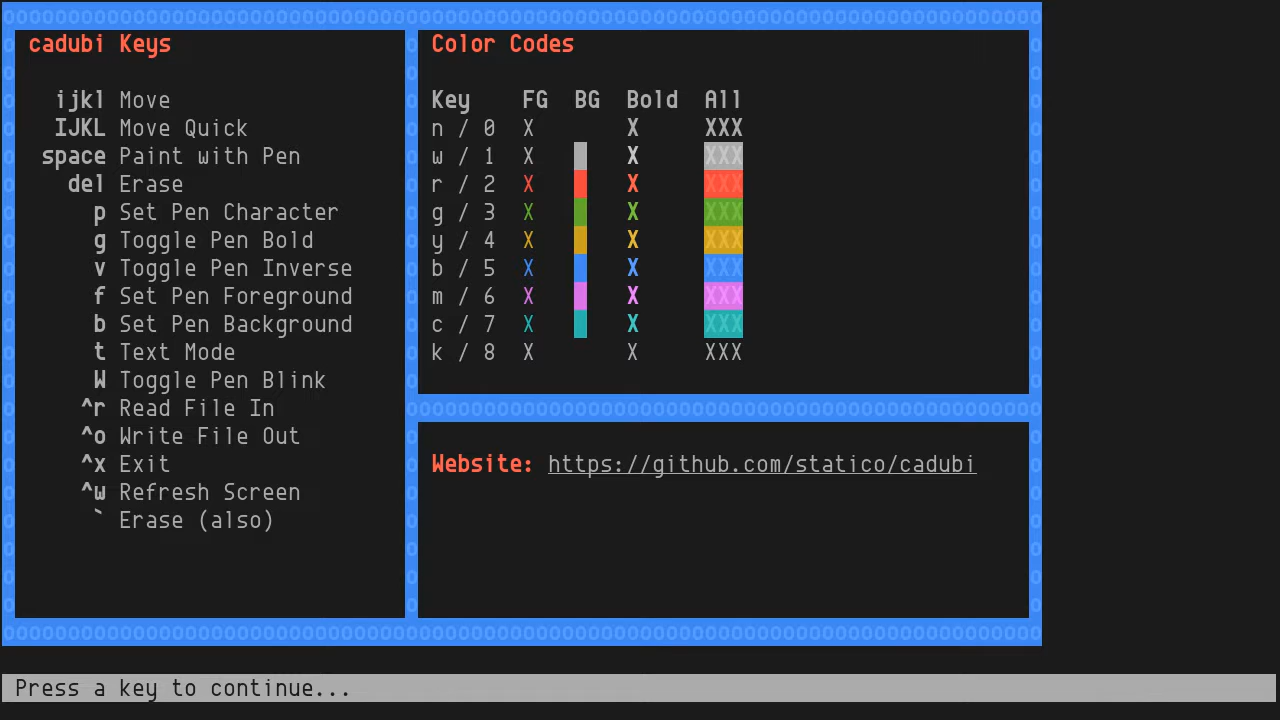 cadubi Keys
ijkl Move
IJKL Move Quick
space Paint with Pen
del Erase
p Set Pen Character
g Toggle Pen Bold
v Toggle Pen Inverse
f Set Pen Foreground
b Set Pen Background
t Text Mode
W Toggle Pen Blink
^r Read File In
^o Write File Out
^x Exit
^w Refresh Screen
` Erase (also)
Color Codes
Key FG BG Bold All
n / 0 X X XXX
w / 1 X X XXX
r / 2 X X XXX
g / 3 X X XXX
y / 4 X X XXX
b / 5 X X XXX
m / 6 X X XXX
c / 7 X X XXX
k / 8 X X XXX
Website: https://github.com/statico/cadubi
Press a key to continue...